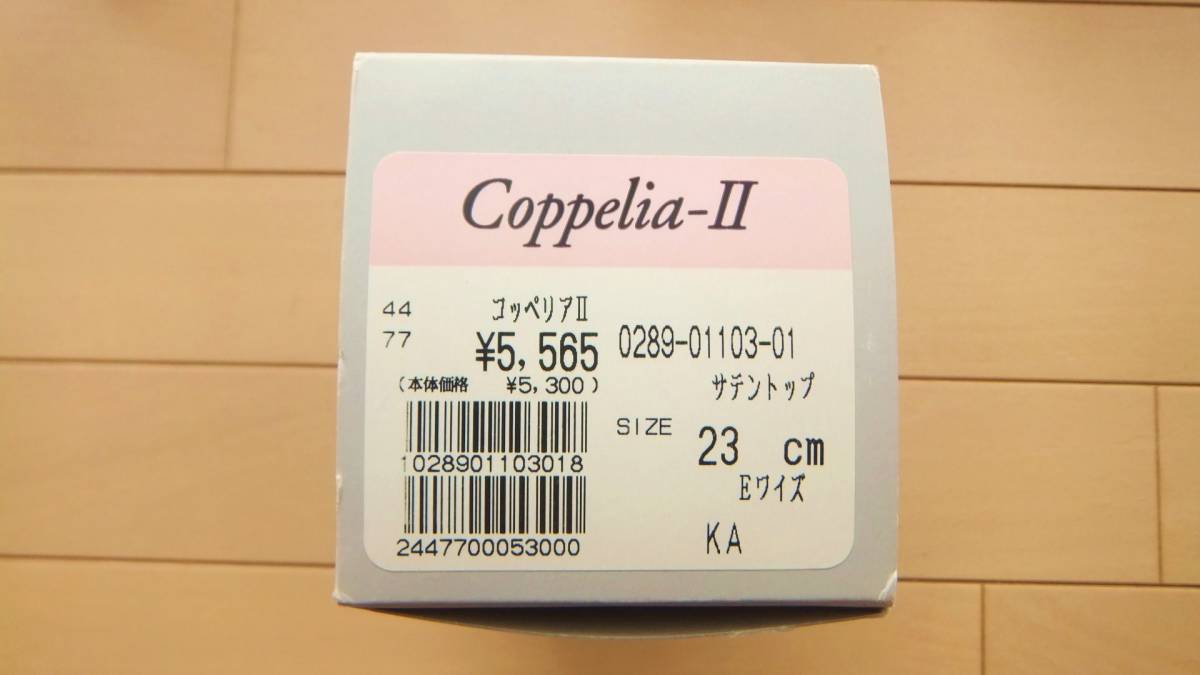 Coppelia-II
44 コッペリアⅡ
77 ¥5,565 0289-01103-01
(本体価格 ¥5,300) サテントップ
SIZE 23 cm
1028901103018
Eワイズ
2447700053000 KA